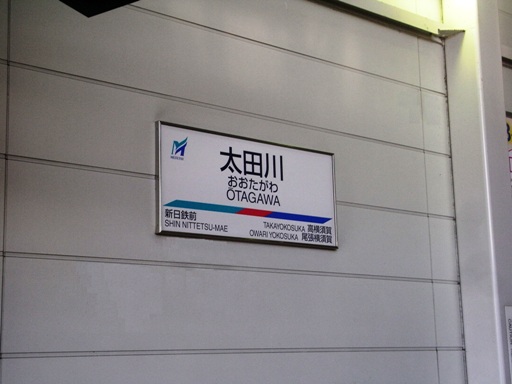 太田川
おおたがわ
ŌTAGAWA
新日鉄前
SHIN NITTETSU-MAE
TAKAYOKOSUKA 高横須賀
OWARI YOKOSUKA 尾張横須賀